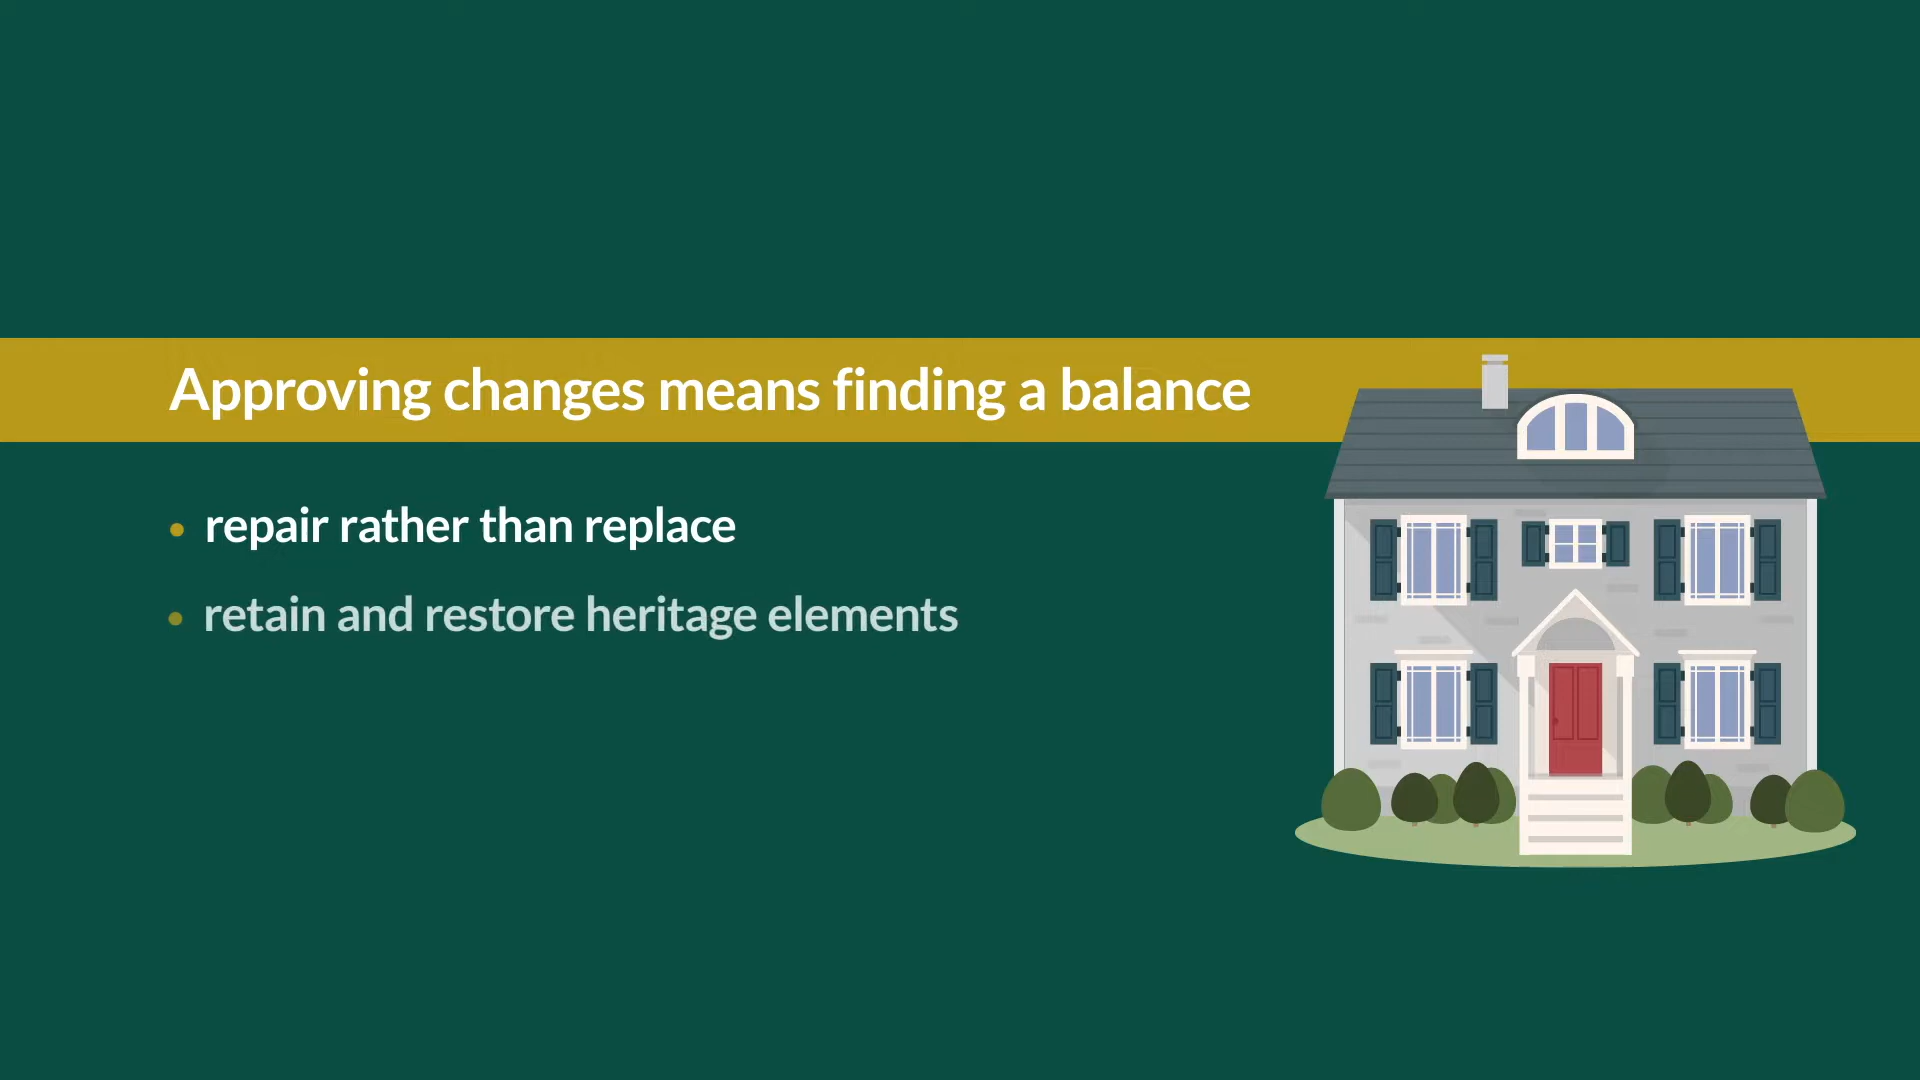 Approving changes means finding a balance
• repair rather than replace
• retain and restore heritage elements